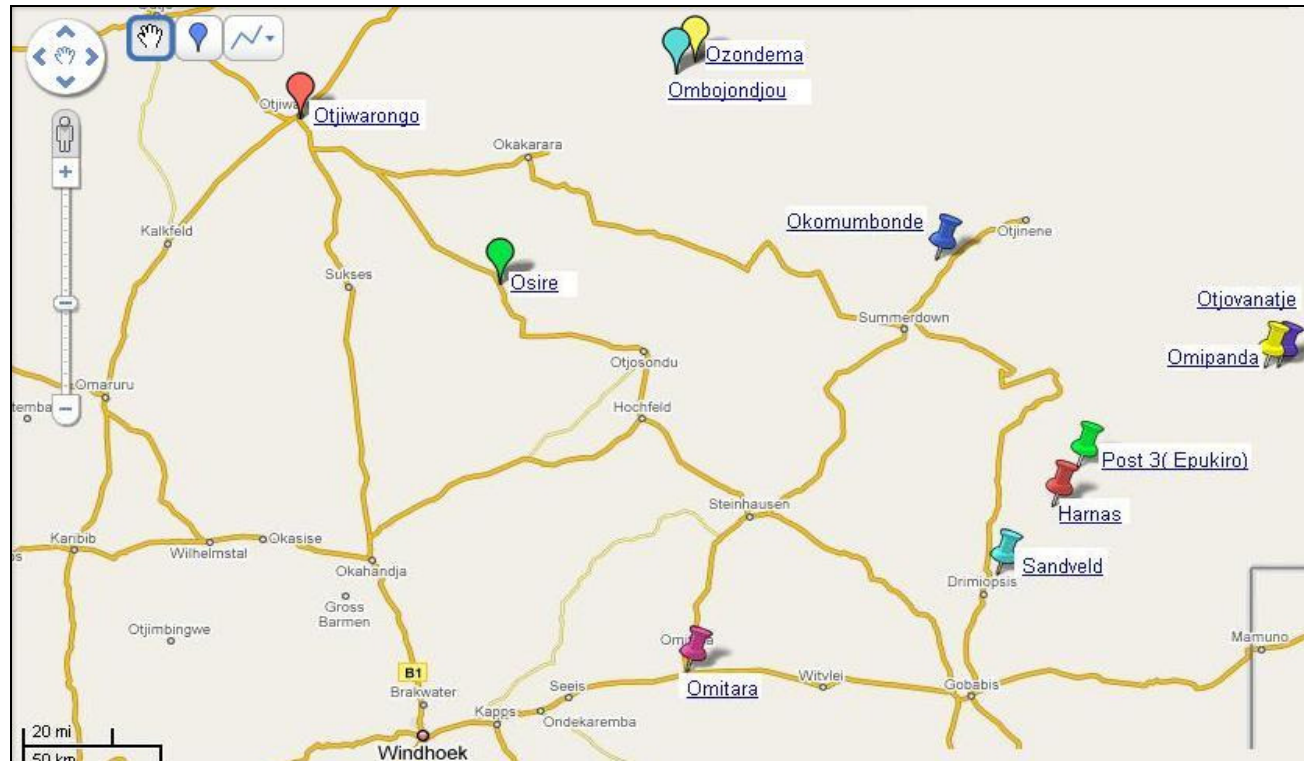 Ozondema
Ombojondjou
Otjiwa
Otjiwarongo
Okakarara
Okomumbonde
Otjinene
Kalkfeld
Sukses
Osire
Otjovanatje
Summerdown
Omipanda
Otjosondu
Omaruru
temba
Hochfeld
Post 3( Epukiro)
Steinhausen
Harnas
Karibib
Okasise
Wilhelmstal
Okahandja
Sandveld
Drimiopsis
Gross
Barmen
Otjimbingwe
Mamuno
B1
Brakwater
Seeis
Omitara
Witvlei
Gobabis
Kapps
Ondekaremba
20 mi
Windhoek
50 km